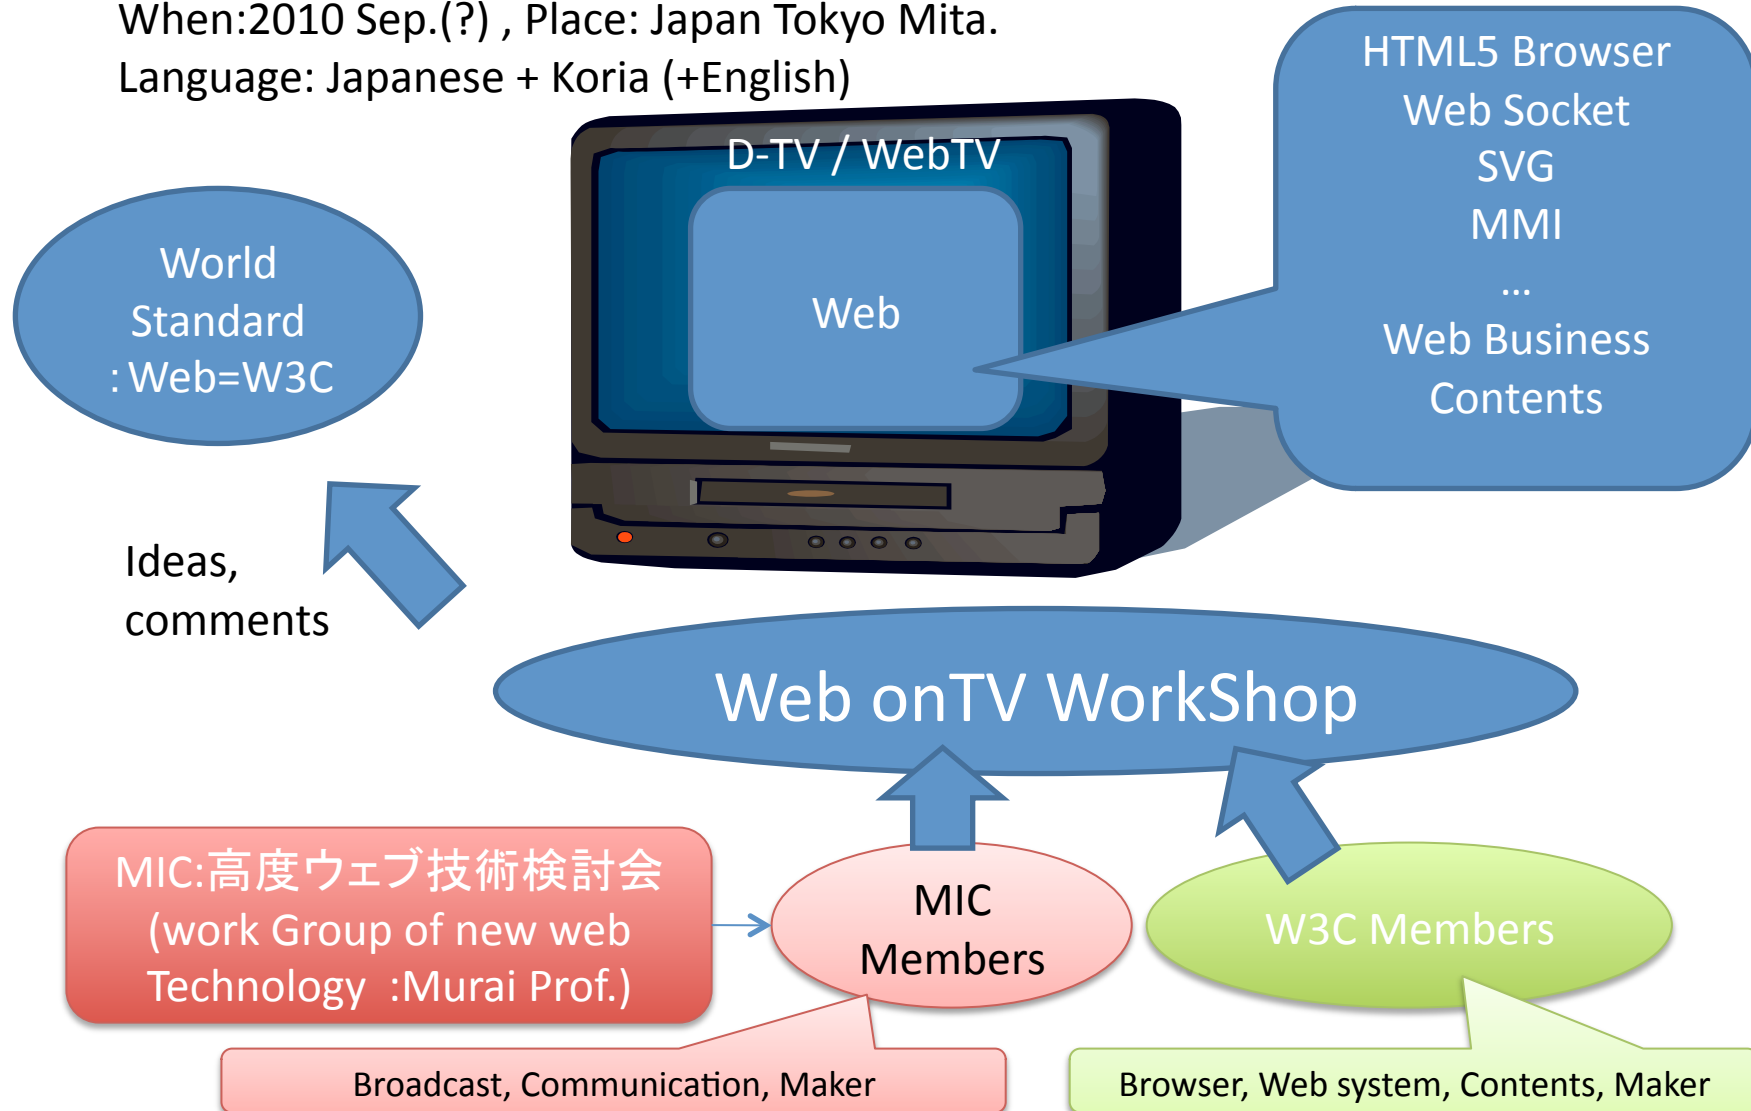 When:2010 Sep.(?) , Place: Japan Tokyo Mita.
Language: Japanese + Koria (+English)
HTML5 Browser
Web Socket
SVG
MMI
...
Web Business
Contents
D-TV / WebTV
Web
World
Standard
: Web=W3C
Ideas,
comments
Web onTV WorkShop
MIC:高度ウェブ技術検討会
(work Group of new web
Technology :Murai Prof.)
MIC
Members
W3C Members
Broadcast, Communication, Maker
Browser, Web system, Contents, Maker